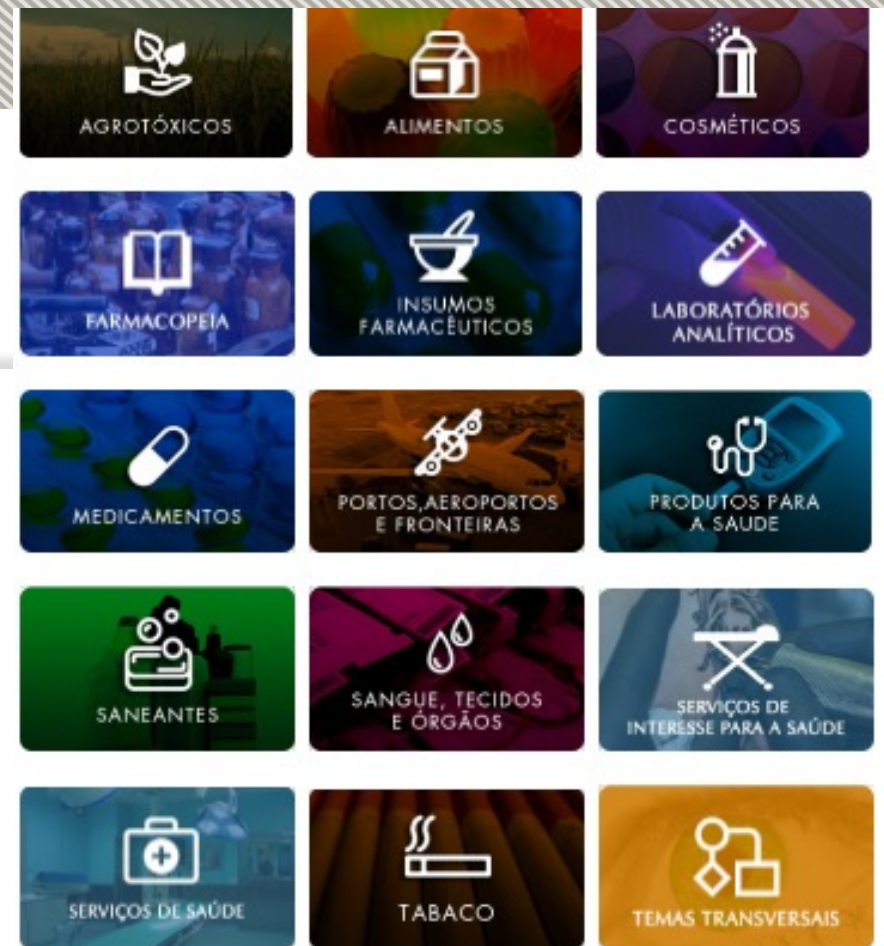 AGROTÓXICOS
ALIMENTOS
COSMÉTICOS
FARMACOPEIA
INSUMOS
FARMACÊUTICOS
LABORATÓRIOS
ANALÍTICOS
MEDICAMENTOS
PORTOS,AEROPORTOS
E FRONTEIRAS
PRODUTOS PARA
A SAUDE
SANEANTES
SANGUE, TECIDOS
E ÓRGÃOS
SERVIÇOS DE
INTERESSE PARA A SAÚDE
SERVIÇOS DE SAÚDE
TABACO
TEMAS TRANSVERSAIS